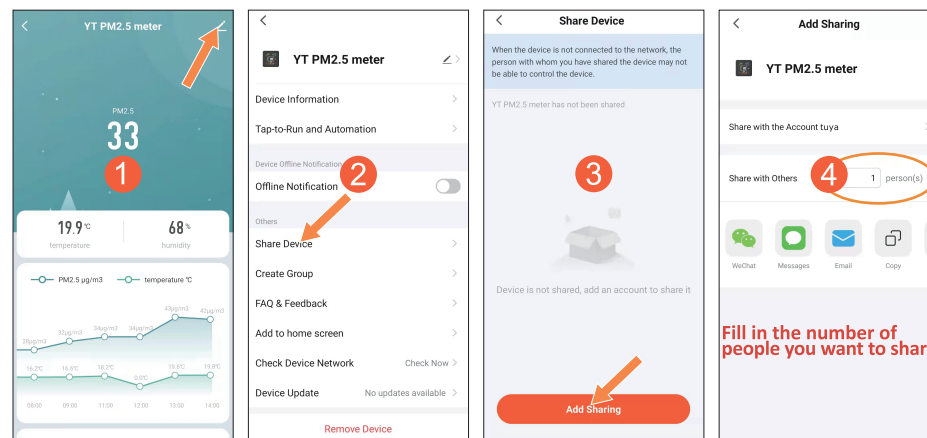 YT PM2.5 meter
PM2.5
33
1
19.9 °C
temperature
68 %
humidity
PM2.5 μg/m3
temperature ℃
28μg/m3
32μg/m3
34μg/m3
34μg/m3
43μg/m3
42μg/m3
16.2℃
16.6℃
18.2℃
0.0℃
19.6℃
19.8℃
08:00
09:00
11:00
12:00
13:00
14:00
YT PM2.5 meter
Device Information
Tap-to-Run and Automation
Device Offline Notification
2
Offline Notification
Others
Share Device
Create Group
FAQ & Feedback
Add to home screen
Check Device Network Check Now
Device Update No updates available
Remove Device
Share Device
When the device is not connected to the network, the
person with whom you have shared the device may not
be able to control the device.
YT PM2.5 meter has not been shared
3
Device is not shared, add an account to share it
Add Sharing
Add Sharing
YT PM2.5 meter
Share with the Account tuya
Share with Others 4 1 person(s)
WeChat
Messages
Email
Copy
Fill in the number of
people you want to shar